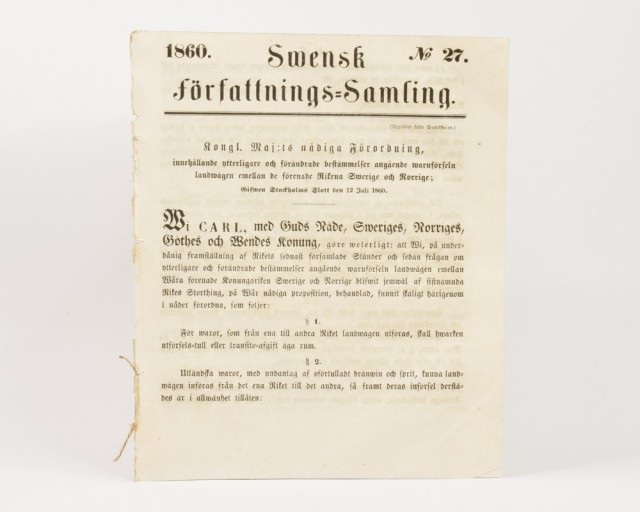 1860. Swensk № 27.
Författnings=Samling.
Kongl. Maj:ts nådiga Förordning,
innehållande ytterligare och förändrade bestämmelser angående waruförseln
landwägen emellan de förenade Rikena Swerige och Norrige;
Gifwen Stockholms Slott den 12 Juli 1860.
Wi CARL, med Guds Nåde, Sweriges, Norriges,
Göthes och Wendes Konung, göre weterligt: att Wi, på under-
dånig framställning af Rikets sednast församlade Ständer och sedan frågan om
ytterligare och förändrade bestämmelser angående waruförseln landwägen emellan
Wåra förenade Konungariken Swerige och Norrige blifwit jemwäl af sistnämnda
Rikes Storthing, på Wår nådiga proposition, behandlad, funnit skäligt härigenom
i nåder förordna, som följer:
§ 1.
För waror, som från ena till andra Riket landwägen utföras, skall hwarken
utförsels-tull eller transito-afgift äga rum.
§ 2.
Utländska waror, med undantag af oförtulladt bränwin och sprit, kunna land-
wägen införas från det ena Riket till det andra, så framt deras införsel derstä-
des är i allmänhet tillåten: